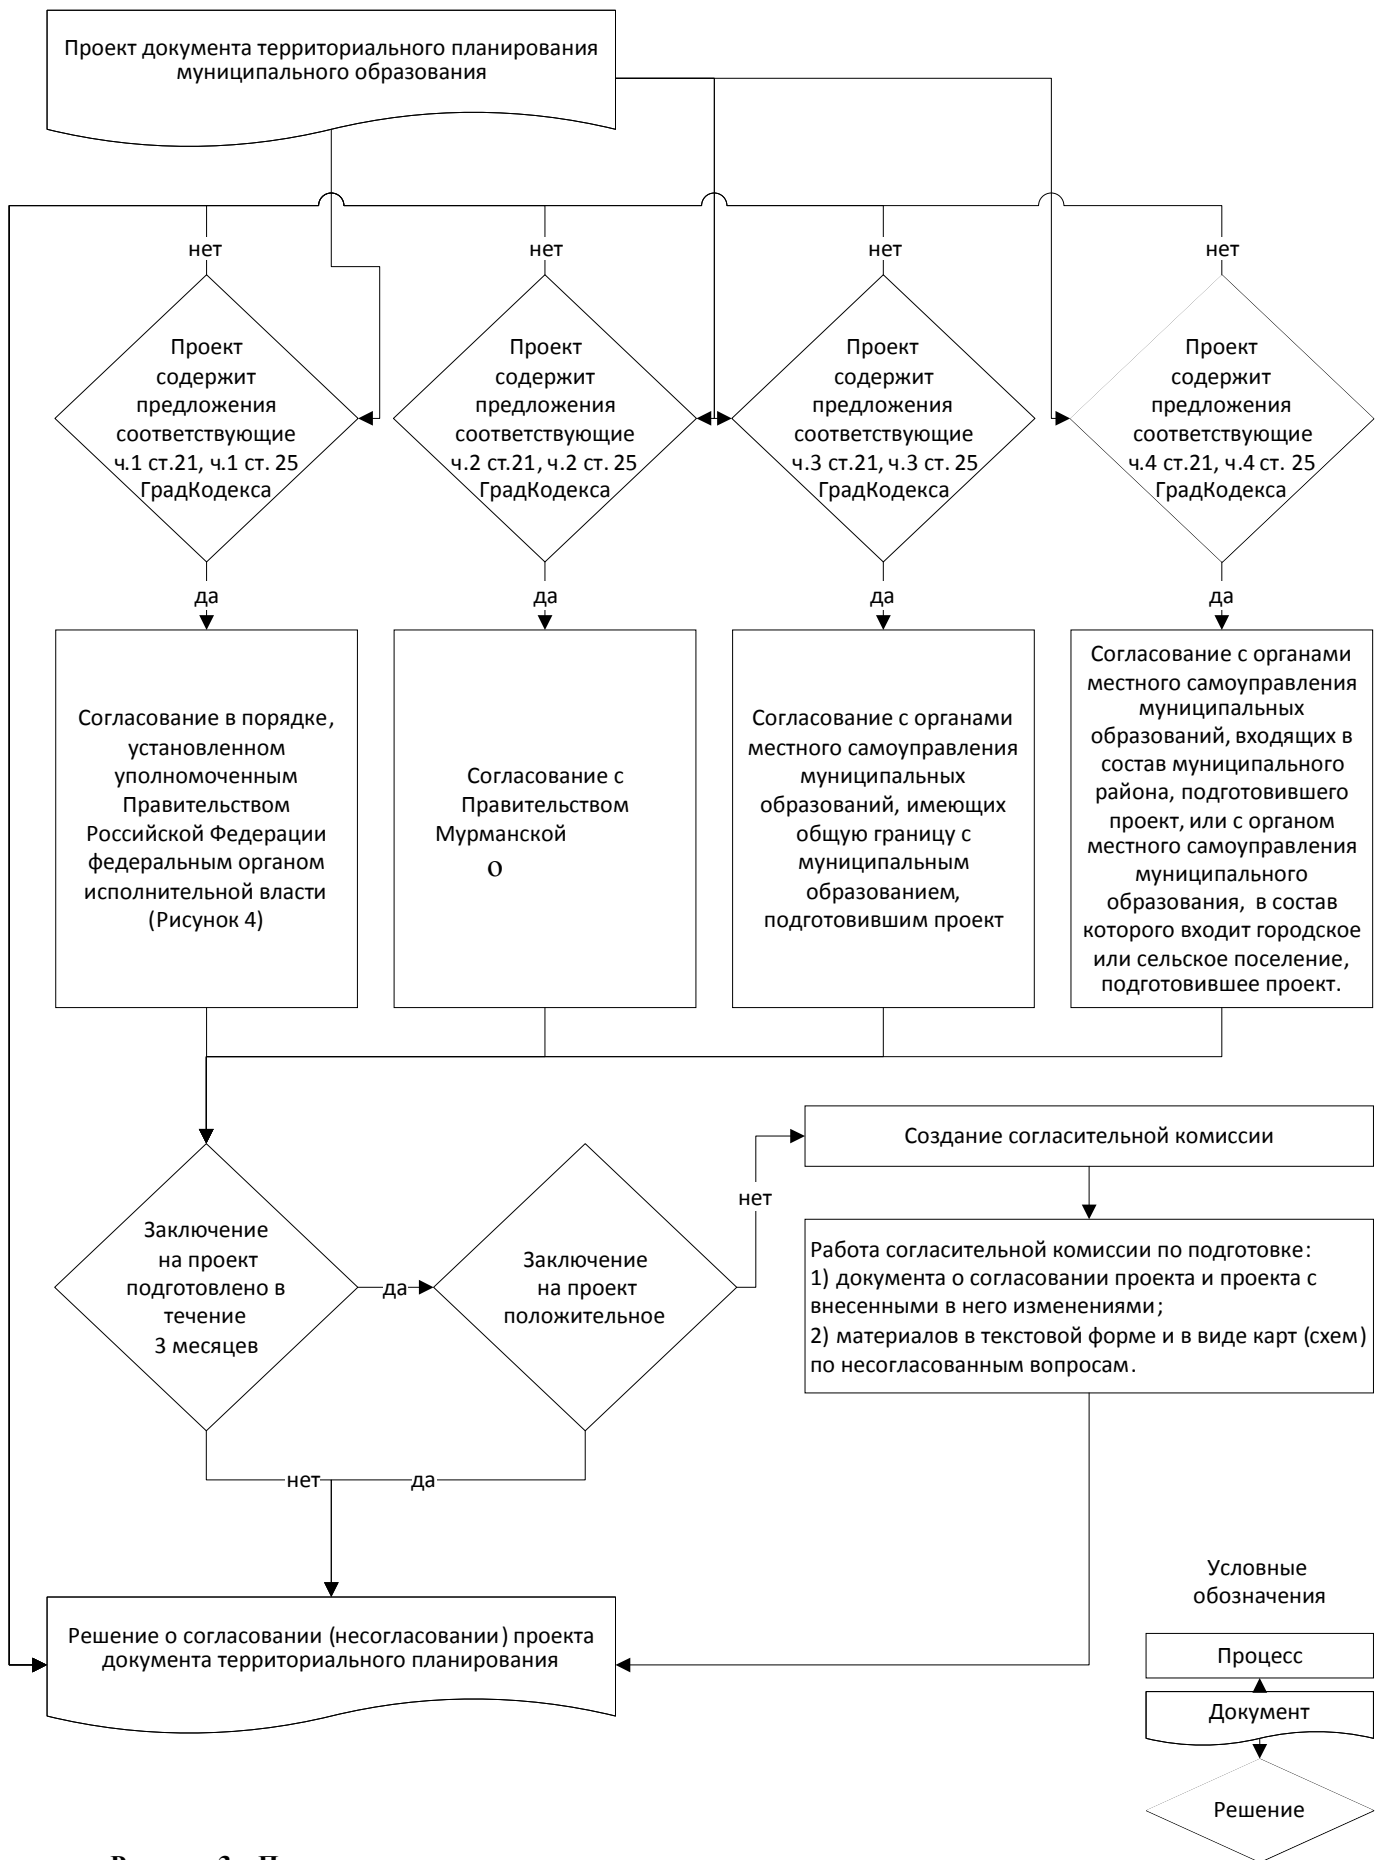 Проект документа территориального планирования
муниципального образования
нет
нет
нет
нет
Проект
содержит
предложения
соответствующие
ч.1 ст.21, ч.1 ст. 25
ГрадКодекса
Проект
содержит
предложения
соответствующие
ч.2 ст.21, ч.2 ст. 25
ГрадКодекса
Проект
содержит
предложения
соответствующие
ч.3 ст.21, ч.3 ст. 25
ГрадКодекса
Проект
содержит
предложения
соответствующие
ч.4 ст.21, ч.4 ст. 25
ГрадКодекса
да
да
да
да
Согласование в порядке,
установленном
уполномоченным
Правительством
Российской Федерации
федеральным органом
исполнительной власти
(Рисунок 4)
Согласование с
Правительством
Мурманской
о
Согласование с органами
местного самоуправления
муниципальных
образований, имеющих
общую границу с
муниципальным
образованием,
подготовившим проект
Согласование с органами
местного самоуправления
муниципальных
образований, входящих в
состав муниципального
района, подготовившего
проект, или с органом
местного самоуправления
муниципального
образования, в состав
которого входит городское
или сельское поселение,
подготовившее проект.
Заключение
на проект
подготовлено в
течение
3 месяцев
да
Заключение
на проект
положительное
нет
Создание согласительной комиссии
Работа согласительной комиссии по подготовке:
1) документа о согласовании проекта и проекта с
внесенными в него изменениями;
2) материалов в текстовой форме и в виде карт (схем)
по несогласованным вопросам.
нет
да
Решение о согласовании (несогласовании) проекта
документа территориального планирования
Условные
обозначения
Процесс
Документ
Решение